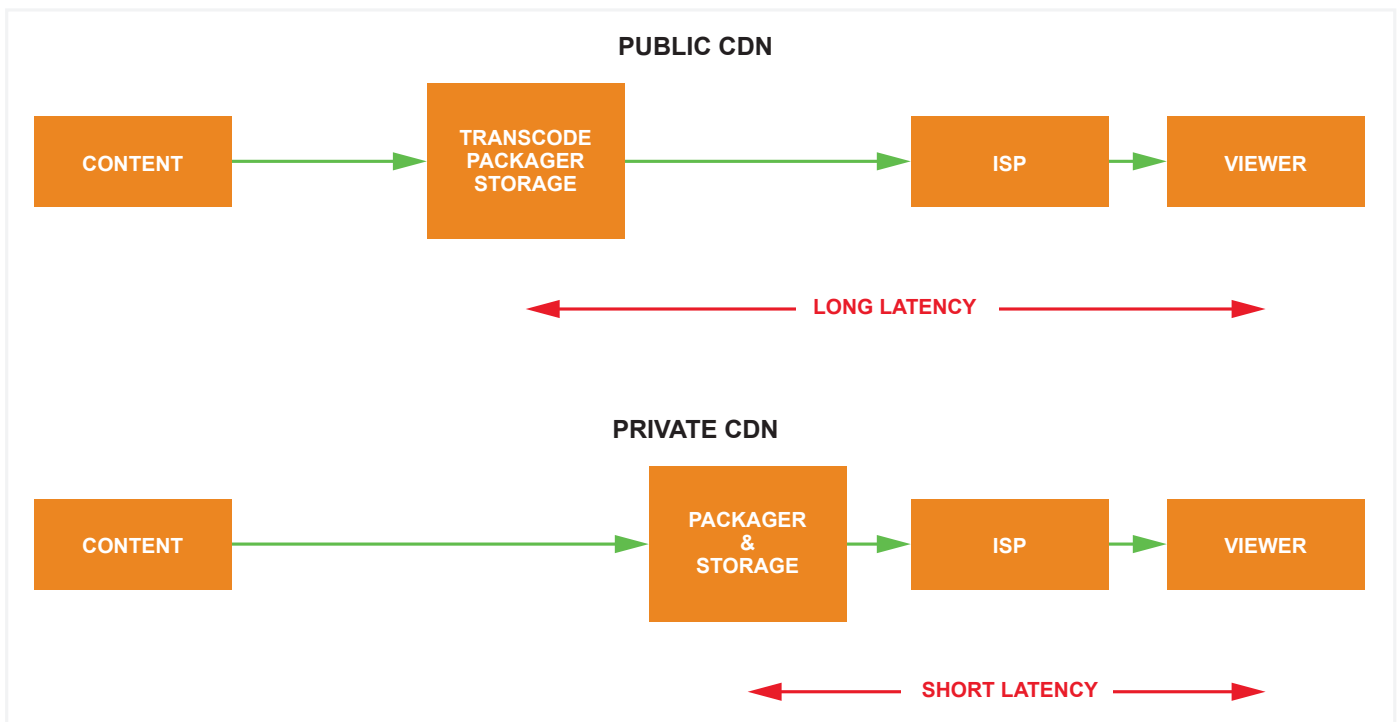 PUBLIC CDN
CONTENT
TRANSCODE
PACKAGER
STORAGE
ISP
VIEWER
LONG LATENCY
PRIVATE CDN
CONTENT
PACKAGER
&
STORAGE
ISP
VIEWER
SHORT LATENCY